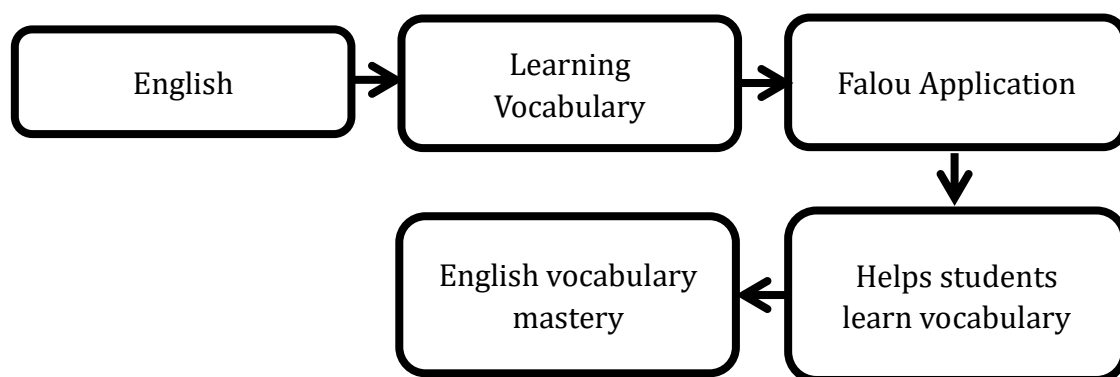 English
Learning
Vocabulary
Falou Application
Helps students
learn vocabulary
English vocabulary
mastery